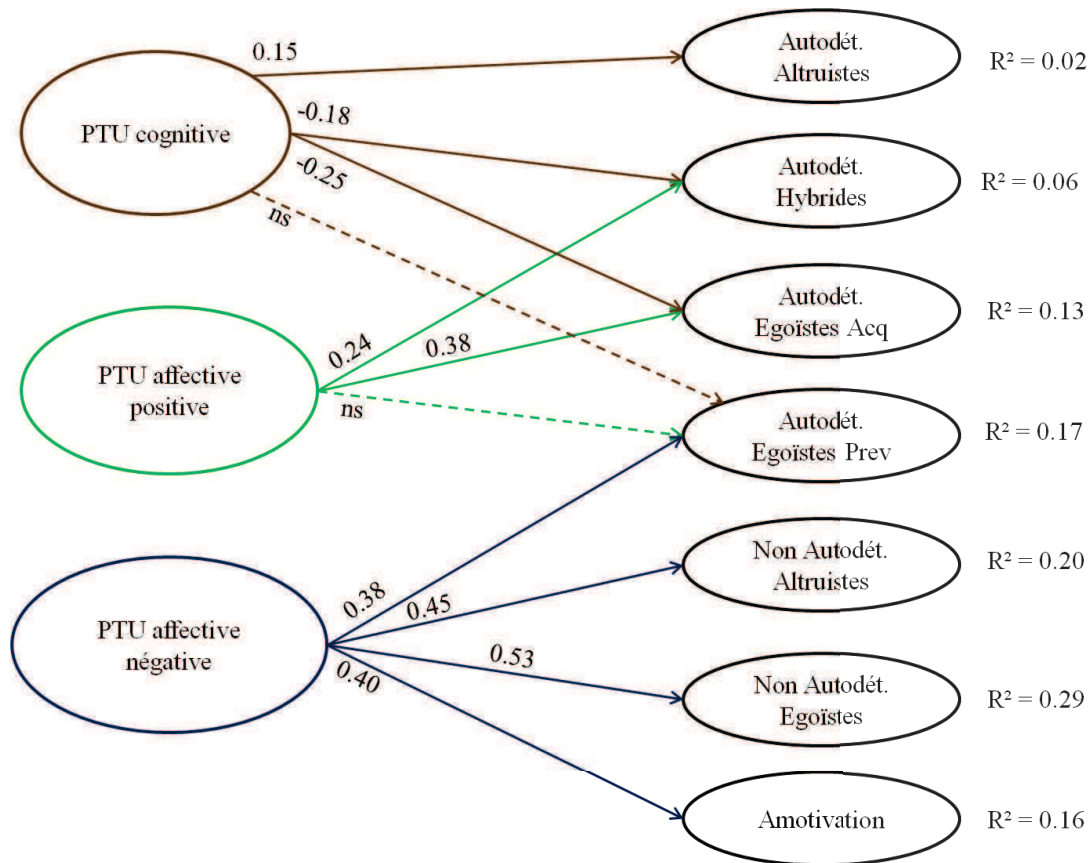 0.15
Autodét.
Altruistes
R² = 0.02
PTU cognitive
-0.18
-0.25
ns
Autodét.
Hybrides
R² = 0.06
Autodét.
Egoïstes Acq
R² = 0.13
PTU affective
positive
0.24
0.38
ns
Autodét.
Egoïstes Prev
R² = 0.17
Non Autodét.
Altruistes
R² = 0.20
PTU affective
négative
0.38
0.45
0.53
0.40
Non Autodét.
Egoïstes
R² = 0.29
Amotivation
R² = 0.16